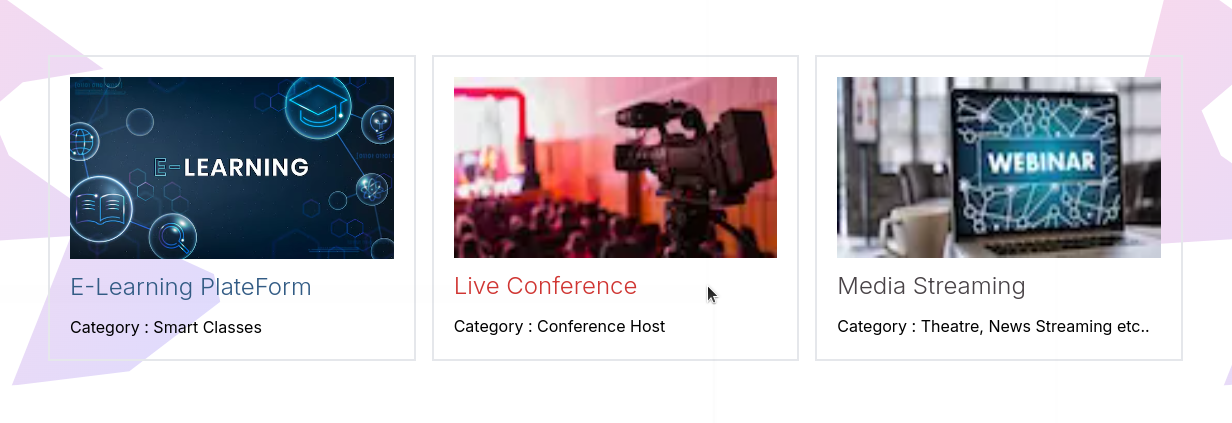 E-LEARNING
E-Learning PlateForm
Category : Smart Classes
Live Conference
Category : Conference Host
WEBINAR
Media Streaming
Category : Theatre, News Streaming etc..